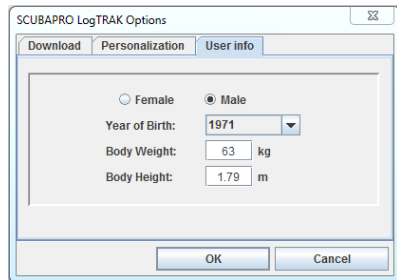 SCUBAPRO LogTRAK Options
Download Personalization User info
Female Male
Year of Birth: 1971
Body Weight: 63 kg
Body Height: 1.79 m
OK Cancel